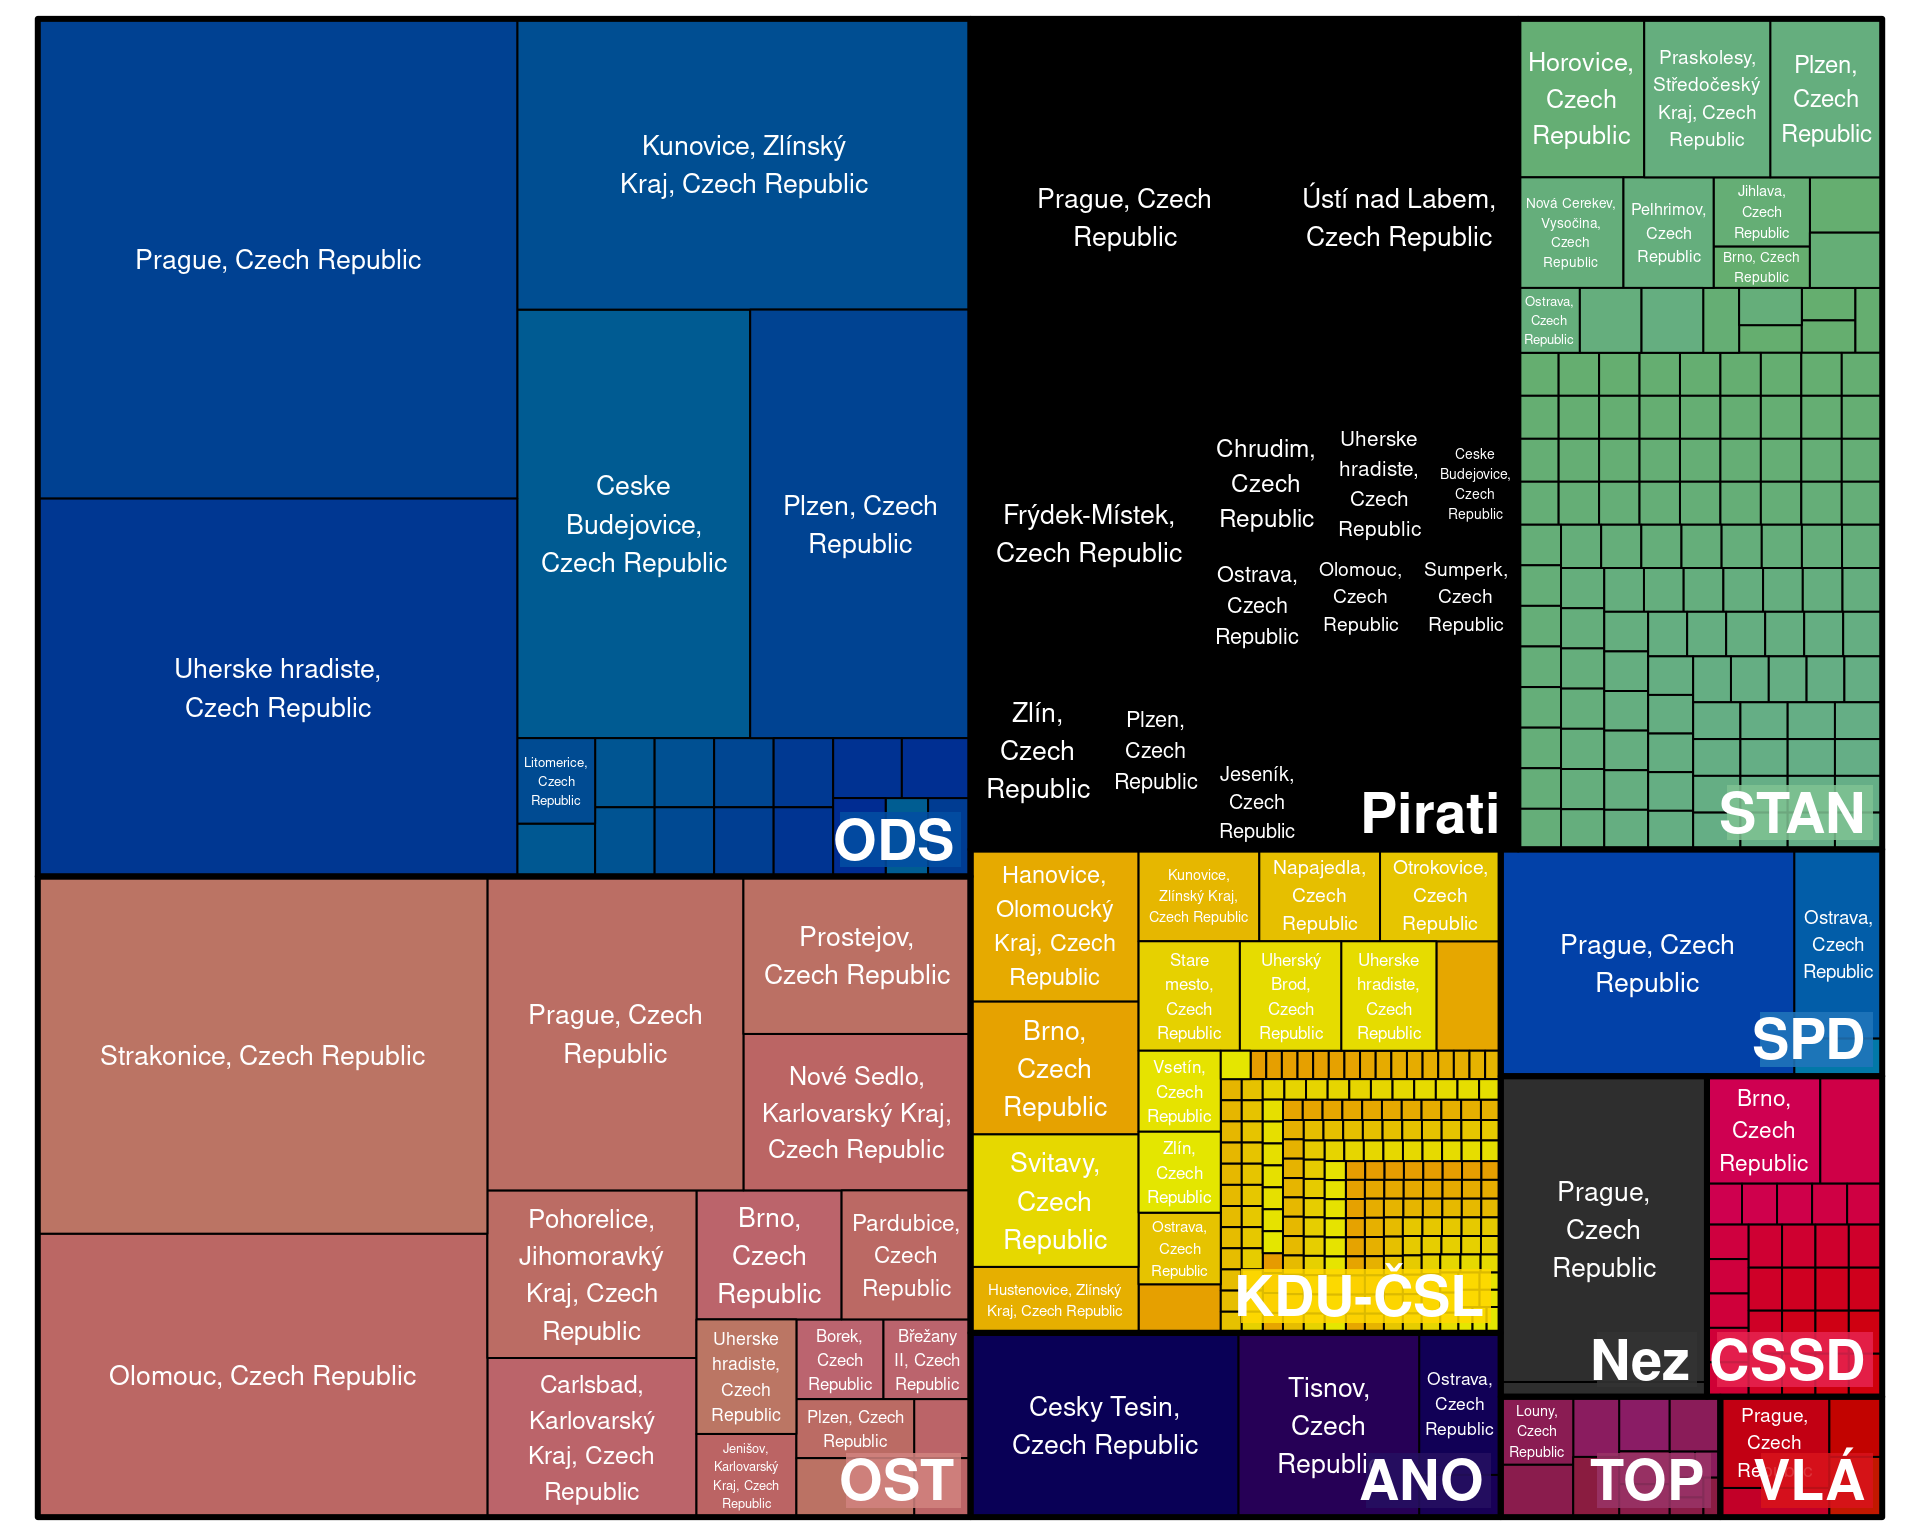 Prague, Czech Republic
Uherske hradiste,
Czech Republic
Kunovice, Zlínský
Kraj, Czech Republic
Ceske
Budejovice,
Czech Republic
Plzen, Czech
Republic
Litomerice,
Czech
Republic
ODS
Strakonice, Czech Republic
Olomouc, Czech Republic
Prague, Czech
Republic
Prostejov,
Czech Republic
Nové Sedlo,
Karlovarský Kraj,
Czech Republic
Pohorelice,
Jihomoravký
Kraj, Czech
Republic
Carlsbad,
Karlovarský
Kraj, Czech
Republic
Brno,
Czech
Republic
Pardubice,
Czech
Republic
Uherske
hradiste,
Czech
Republic
Jenišov,
Karlovarský
Kraj, Czech
Republic
Borek,
Czech
Republic
Břežany
II, Czech
Republic
Plzen, Czech
Republic
OST
Prague, Czech
Republic
Ústí nad Labem,
Czech Republic
Frýdek-Místek,
Czech Republic
Zlín,
Czech
Republic
Plzen,
Czech
Republic
Chrudim,
Czech
Republic
Uherske
hradiste,
Czech
Republic
Ceske
Budejovice,
Czech
Republic
Ostrava,
Czech
Republic
Olomouc,
Czech
Republic
Sumperk,
Czech
Republic
Jeseník,
Czech
Republic
Pirati
Horovice,
Czech
Republic
Praskolesy,
Středočeský
Kraj, Czech
Republic
Plzen,
Czech
Republic
Nová Cerekev,
Vysočina,
Czech
Republic
Pelhrimov,
Czech
Republic
Jihlava,
Czech
Republic
Brno, Czech
Republic
Ostrava,
Czech
Republic
STAN
Hanovice,
Olomoucký
Kraj, Czech
Republic
Brno,
Czech
Republic
Svitavy,
Czech
Republic
Hustenovice, Zlínský
Kraj, Czech Republic
Kunovice,
Zlínský Kraj,
Czech Republic
Napajedla,
Czech
Republic
Otrokovice,
Czech
Republic
Stare
mesto,
Czech
Republic
Uherský
Brod,
Czech
Republic
Uherske
hradiste,
Czech
Republic
Vsetín,
Czech
Republic
Zlín,
Czech
Republic
Ostrava,
Czech
Republic
KDU-ČSL
Cesky Tesin,
Czech Republic
Tisnov,
Czech
Republic
Ostrava,
Czech
Republic
ANO
Prague, Czech
Republic
Ostrava,
Czech
Republic
SPD
Prague,
Czech
Republic
Nez
Brno,
Czech
Republic
CSSD
Louny,
Czech
Republic
TOP
Prague,
Czech
Republic
VLÁ